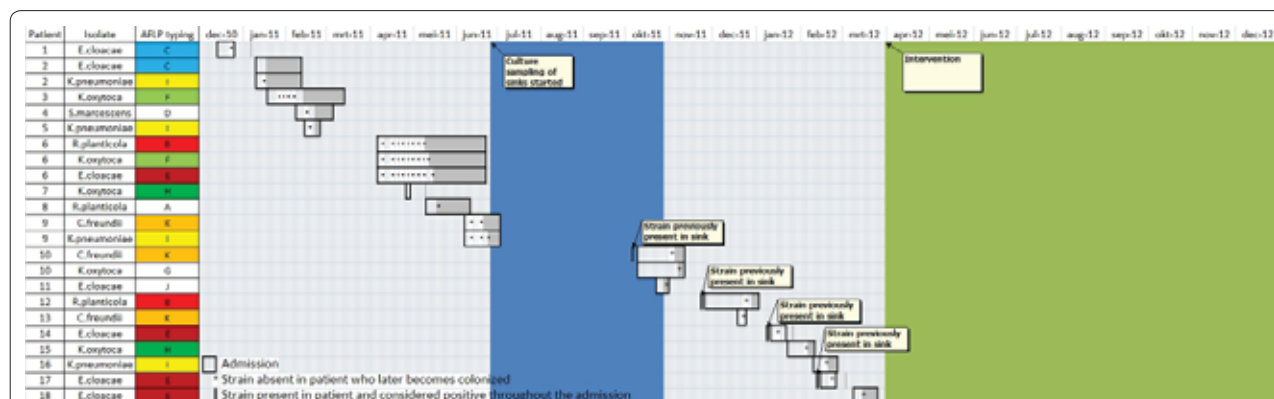 Patient Isolate AFLP typing dec-10 jan-11 feb-11 mrt-11 apr-11 mei-11 jun-11 jul-11 aug-11 sep-11 okt-11 nov-11 dec-11 jan-12 feb-12 mrt-12 apr-12 mei-12 jun-12 jul-12 aug-12 sep-12 okt-12 nov-12 dec-12
1 E.cloacae C
2 E.cloacae C
2 K.pneumoniae I
3 K.oxytoca F
4 S.marcescens D
5 K.pneumoniae I
6 R.planticola B
6 K.oxytoca F
6 E.cloacae E
7 K.oxytoca H
8 R.planticola A
9 C.freundii K
9 K.pneumoniae I
10 C.freundii K
10 K.oxytoca G
11 E.cloacae J
12 R.planticola B
13 C.freundii K
14 E.cloacae E
15 K.oxytoca H
16 K.pneumoniae I
17 E.cloacae E
18 E.cloacae E
Culture
sampling of
sinks started
Intervention
Strain previously
present in sink
Strain previously
present in sink
Strain previously
present in sink
Strain previously
present in sink
Admission
* Strain absent in patient who later becomes colonized
Strain present in patient and considered positive throughout the admission